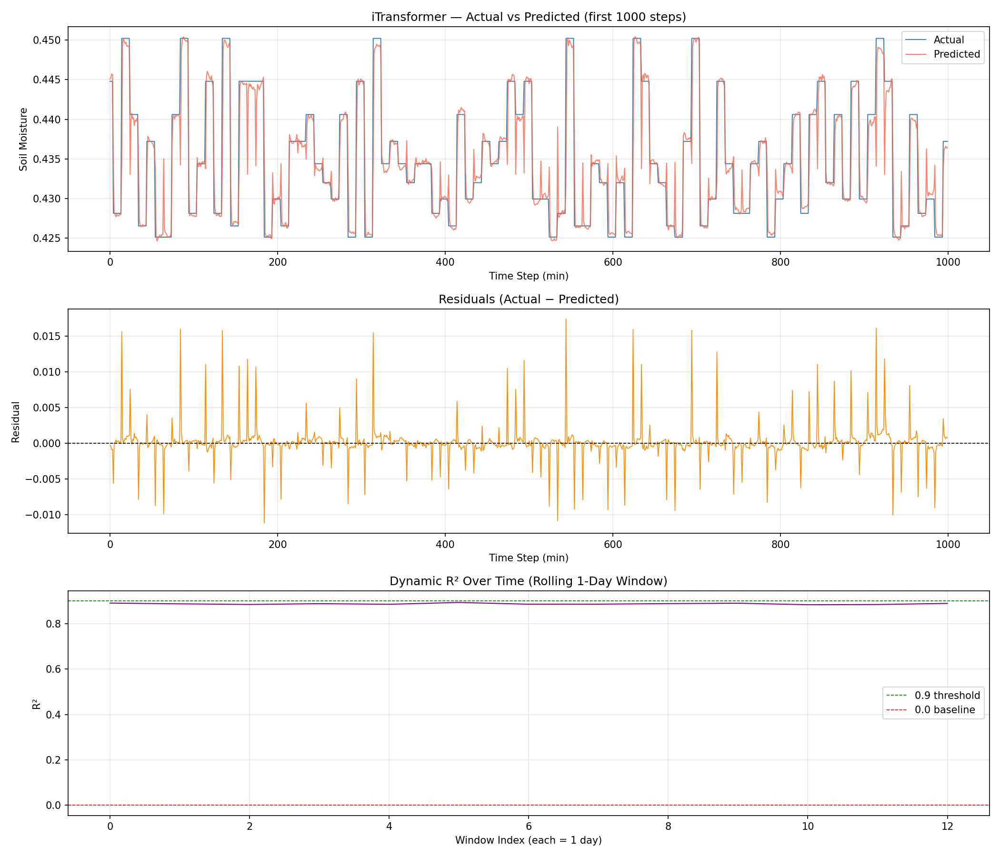 iTransformer — Actual vs Predicted (first 1000 steps)
Soil Moisture
0.450
0.445
0.440
0.435
0.430
0.425
Actual
Predicted
0 200 400 600 800 1000
Time Step (min)
Residuals (Actual − Predicted)
Residual
0.015
0.010
0.005
0.000
−0.005
−0.010
0 200 400 600 800 1000
Time Step (min)
Dynamic R² Over Time (Rolling 1-Day Window)
R²
0.8
0.6
0.4
0.2
0.0
0.9 threshold
0.0 baseline
0 2 4 6 8 10 12
Window Index (each = 1 day)